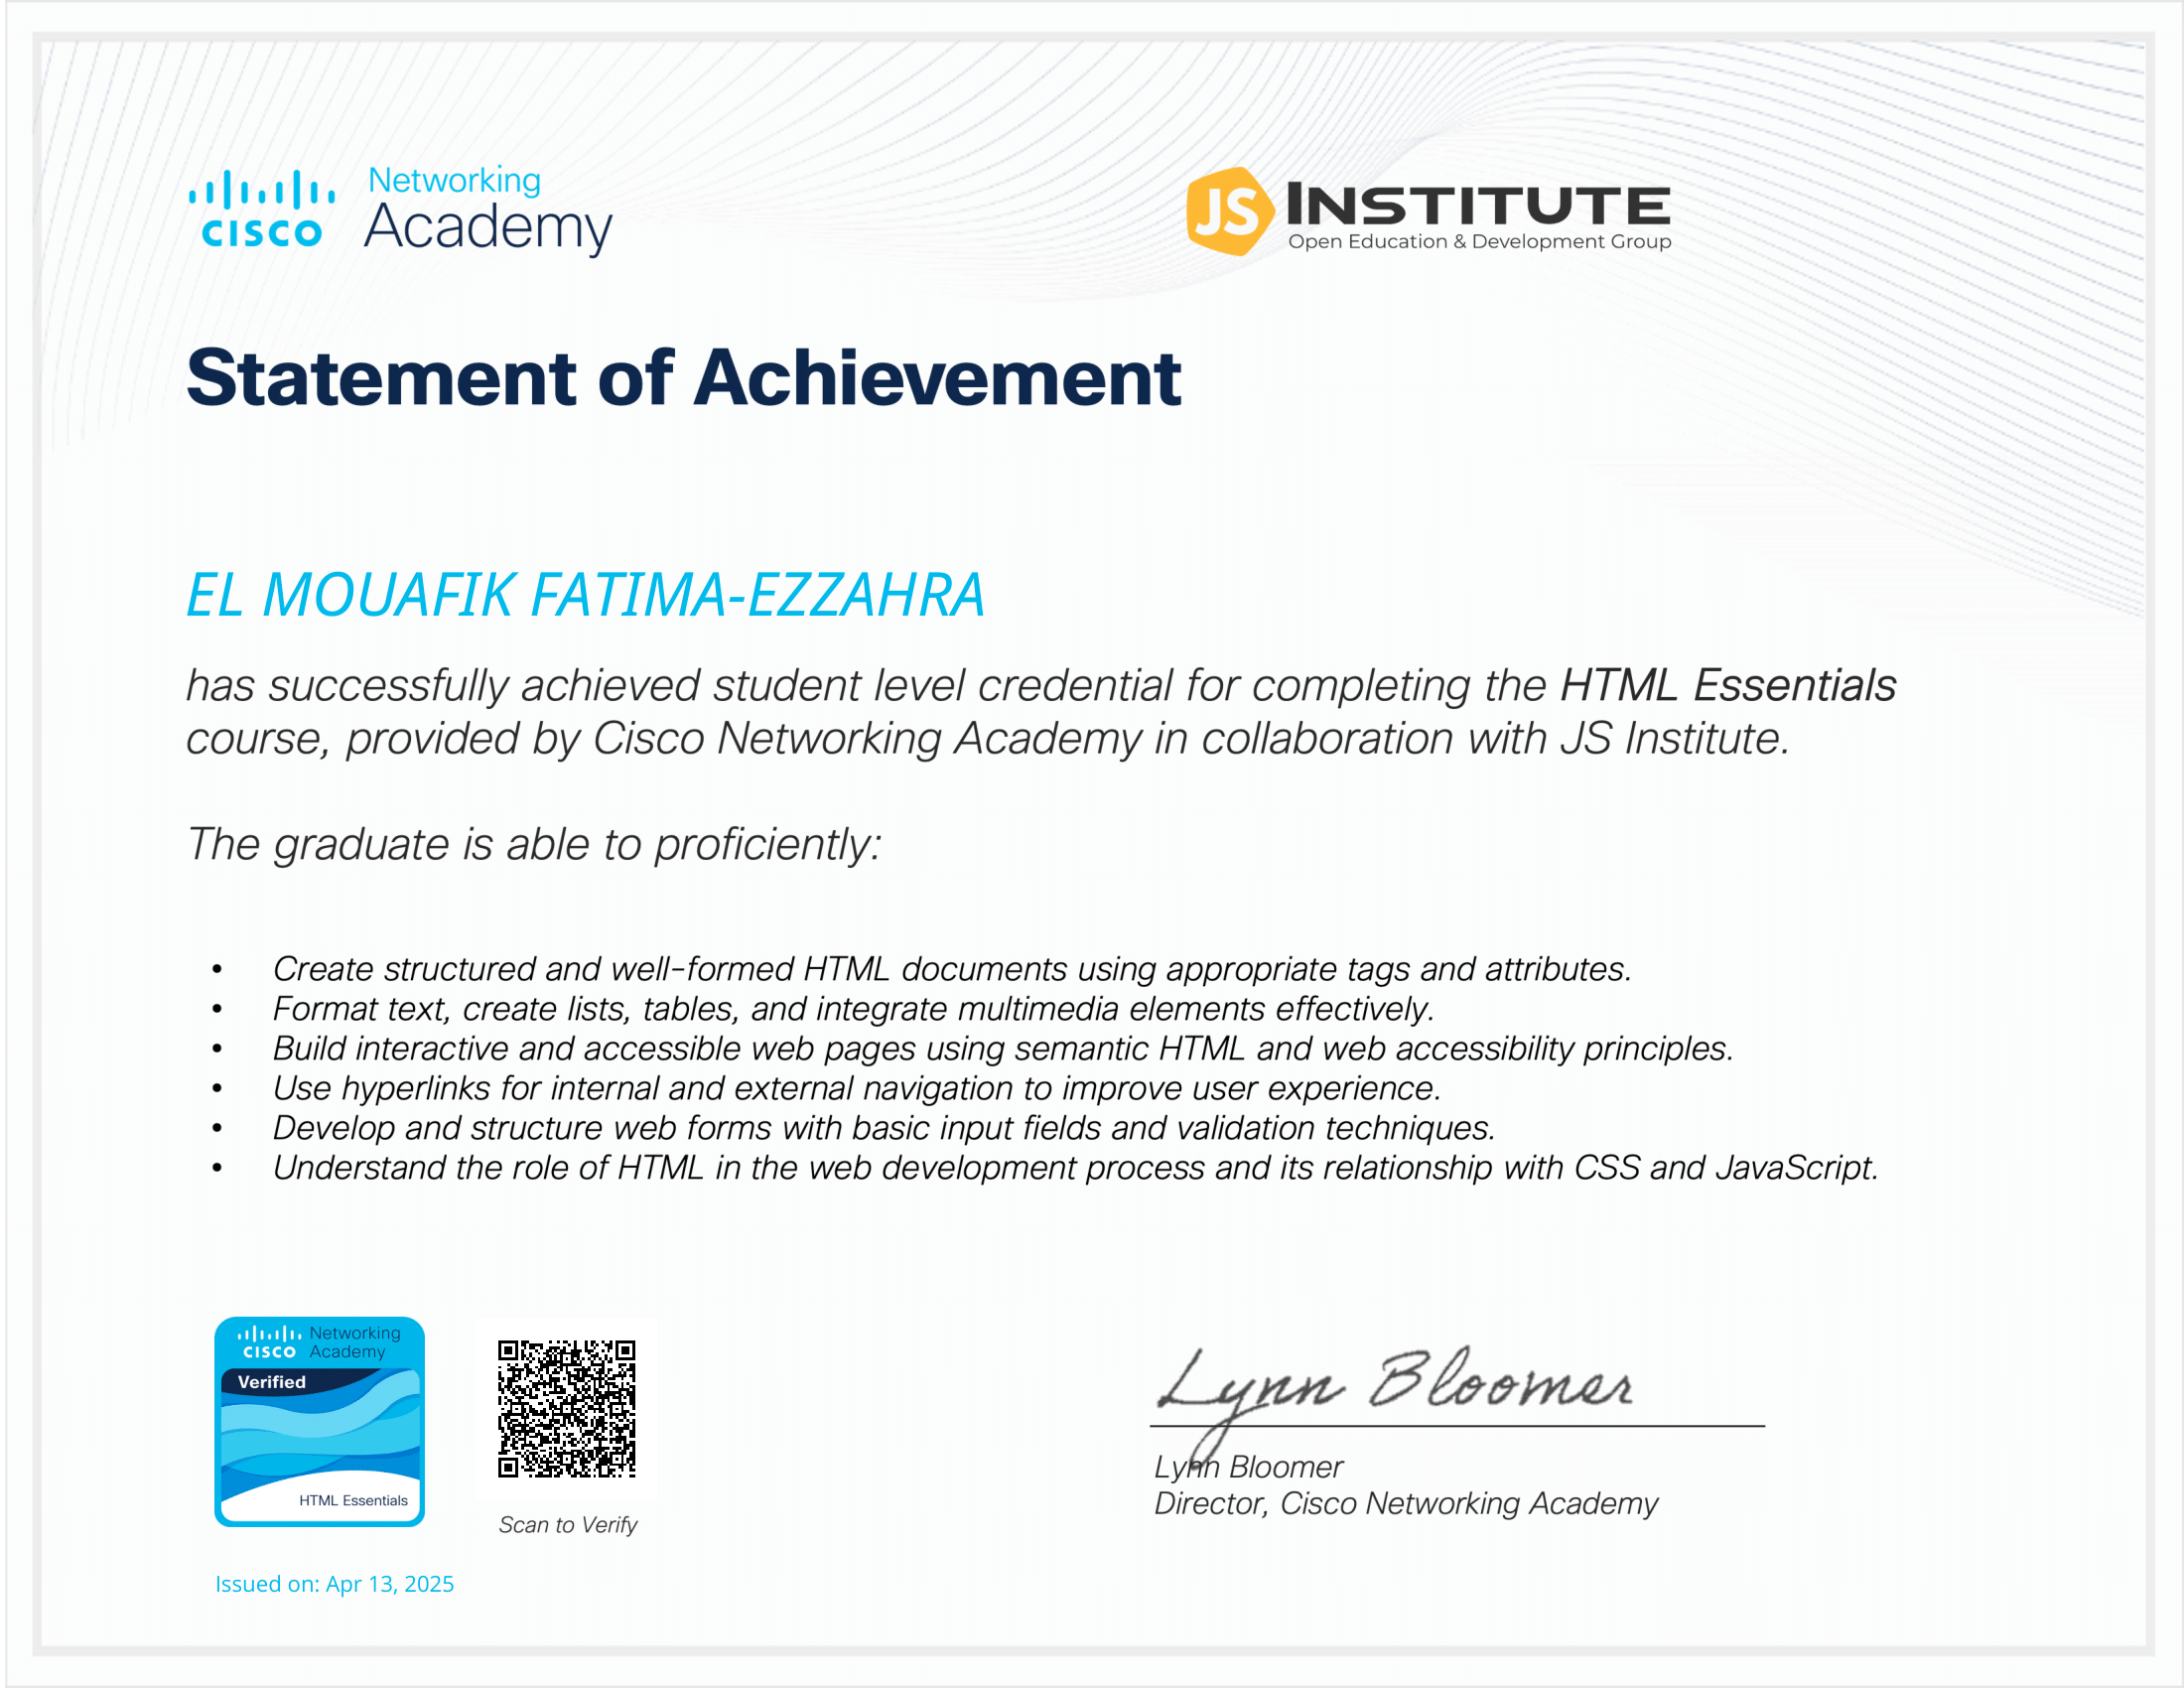 Networking
Academy
CISCO
JS INSTITUTE
Open Education & Development Group
Statement of Achievement
EL MOUAFIK FATIMA-EZZAHRA
has successfully achieved student level credential for completing the HTML Essentials
course, provided by Cisco Networking Academy in collaboration with JS Institute.
The graduate is able to proficiently:
• Create structured and well-formed HTML documents using appropriate tags and attributes.
• Format text, create lists, tables, and integrate multimedia elements effectively.
• Build interactive and accessible web pages using semantic HTML and web accessibility principles.
• Use hyperlinks for internal and external navigation to improve user experience.
• Develop and structure web forms with basic input fields and validation techniques.
• Understand the role of HTML in the web development process and its relationship with CSS and JavaScript.
Networking
CISCO Academy
Verified
HTML Essentials
Scan to Verify
Issued on: Apr 13, 2025
Lynn Bloomer
Lynn Bloomer
Director, Cisco Networking Academy